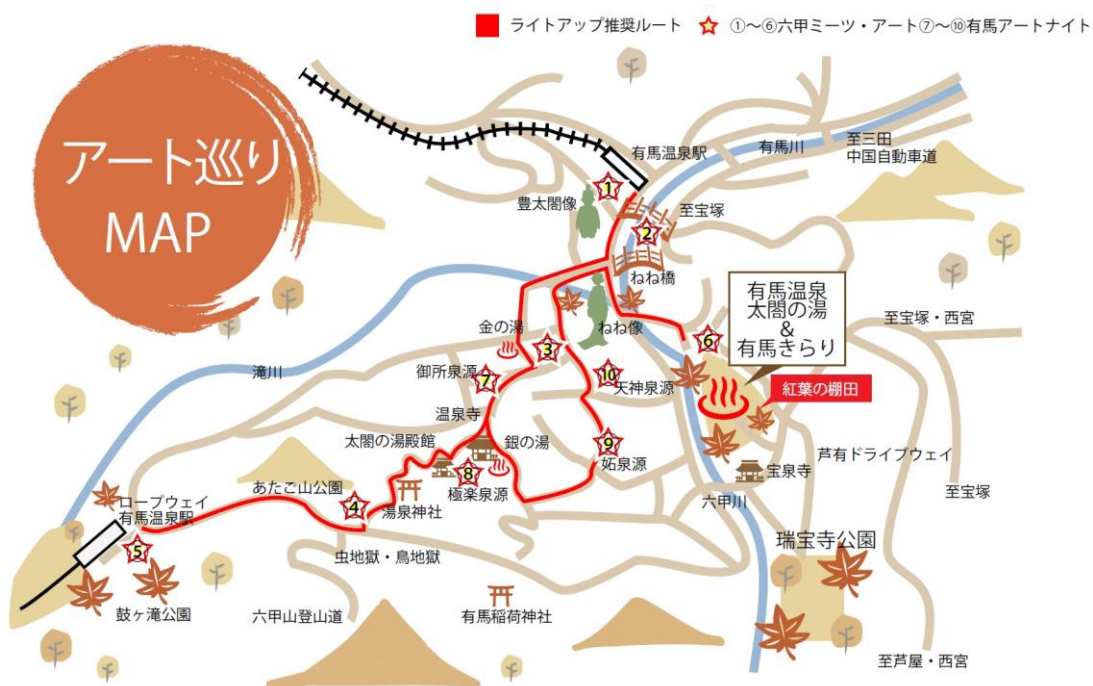 ライトアップ推奨ルート
①〜⑥六甲ミーツ・アート⑦〜⑩有馬アートナイト
アート巡り
MAP
有馬温泉駅
有馬川
至三田
中国自動車道
1
豊太閤像
至宝塚
2
ねね橋
有馬温泉
太閤の湯
&
有馬きらり
ねね像
金の湯
至宝塚・西宮
6
3
滝川
御所泉源
7
10
天神泉源
紅葉の棚田
温泉寺
太閤の湯殿館
銀の湯
9
妬泉源
芦有ドライブウェイ
8
極楽泉源
宝泉寺
至宝塚
あたご山公園
ロープウェイ
有馬温泉駅
4
湯泉神社
六甲川
5
虫地獄・鳥地獄
瑞宝寺公園
鼓ヶ滝公園
六甲山登山道
有馬稲荷神社
至芦屋・西宮